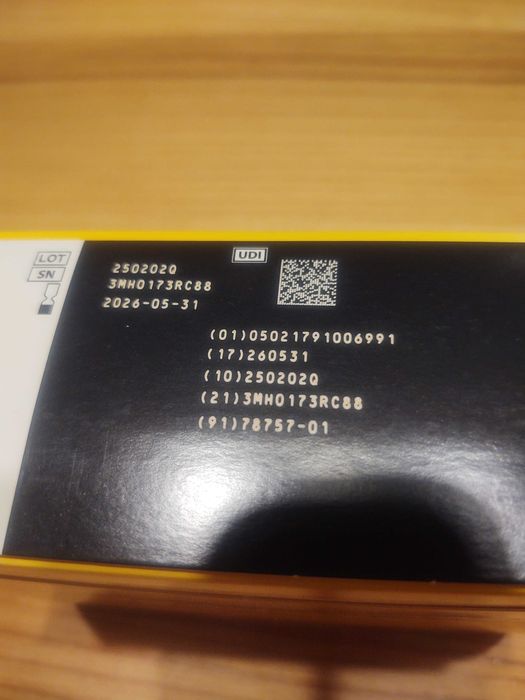 UDI
LOT 250202Q
SN 3MH0173RC88
2026-05-31
(01)05021791006991
(17)260531
(10)250202Q
(21)3MH0173RC88
(91)78757-01